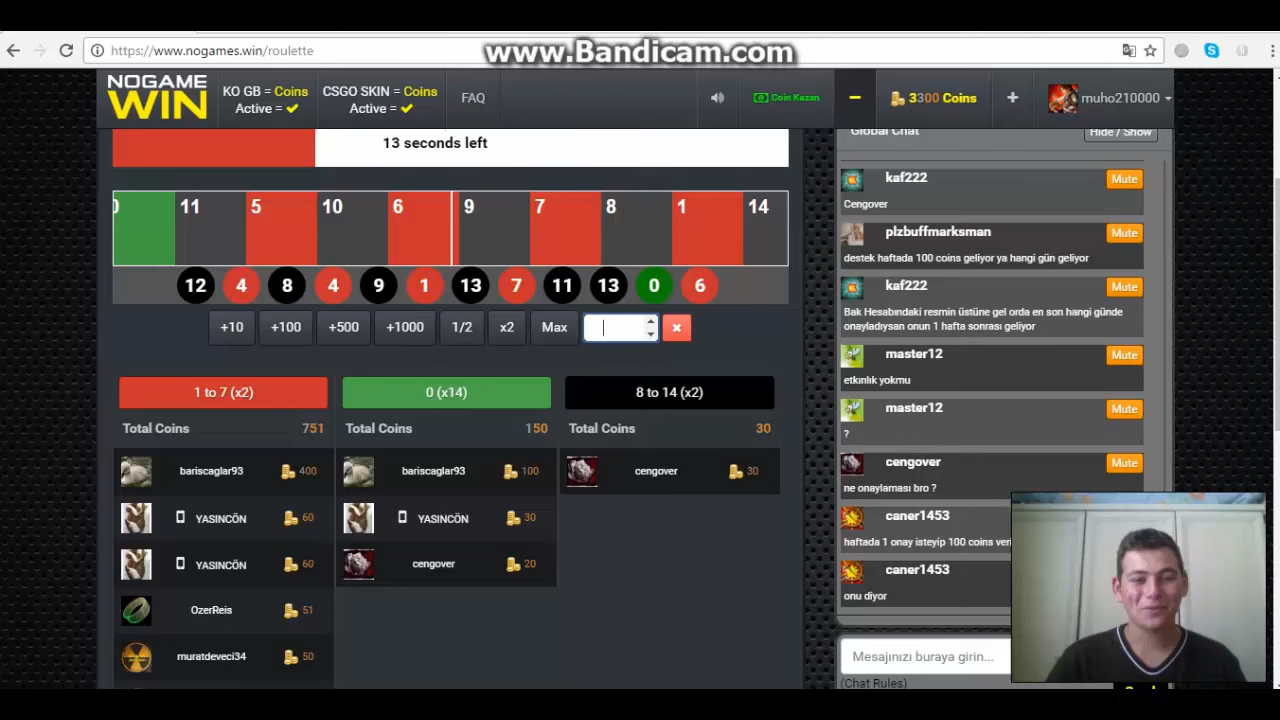 www.Bandicam.com
https://www.nogames.win/roulette
NOGAME
WIN
KO GB = Coins
Active = ✔
CSGO SKIN = Coins
Active = ✔
FAQ
Coin Kazan
3300 Coins
muho210000
13 seconds left
Global Chat
Hide / Show
0 11 5 10 6 9 7 8 1 14
12 4 8 4 9 1 13 7 11 13 0 6
+10 +100 +500 +1000 1/2 x2 Max
1 to 7 (x2)
Total Coins 751
bariscaglar93 400
YASINCÖN 60
YASINCÖN 60
OzerReis 51
muratdeveci34 50
0 (x14)
Total Coins 150
bariscaglar93 100
YASINCÖN 30
cengover 20
8 to 14 (x2)
Total Coins 30
cengover 30
kaf222 Mute
Cengover
plzbuffmarksman Mute
destek haftada 100 coins geliyor ya hangi gün geliyor
kaf222 Mute
Bak Hesabındaki resmin üstüne gel orda en son hangi günde
onayladıysan onun 1 hafta sonrası geliyor
master12 Mute
etkınlık yokmu
master12 Mute
?
cengover Mute
ne onaylaması bro ?
caner1453
haftada 1 onay isteyip 100 coins veri
caner1453
onu diyor
Mesajınızı buraya girin...
(Chat Rules)